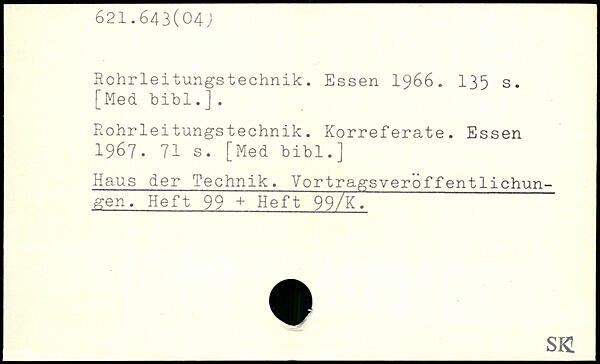 621.643(04)
Rohrleitungstechnik. Essen 1966. 135 s.
[Med bibl.].
Rohrleitungstechnik. Korreferate. Essen
1967. 71 s. [Med bibl.]
Haus der Technik. Vortragsveröffentlichun-
gen. Heft 99 + Heft 99/K.
SK